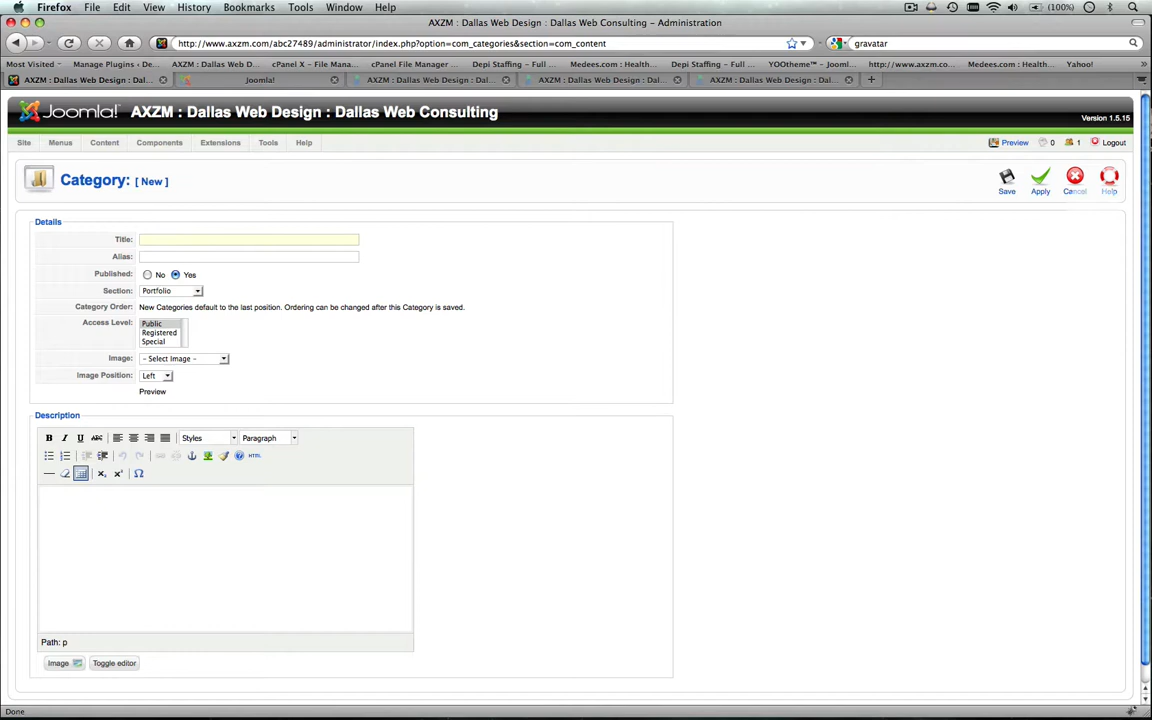 Firefox File Edit View History Bookmarks Tools Window Help (100%)
AXZM : Dallas Web Design : Dallas Web Consulting – Administration
http://www.axzm.com/abc27489/administrator/index.php?option=com_categories&section=com_content gravatar
Most Visited Manage Plugins ‹ De... AXZM : Dallas Web D... cPanel X – File Mana... cPanel File Manager ... Depi Staffing – Full ... Medees.com : Health... Depi Staffing – Full ... YOOtheme – Jooml... http://www.axzm.co... Medees.com : Health... Yahoo!
AXZM : Dallas Web Design : Dal... Joomla! AXZM : Dallas Web Design : Dal... AXZM : Dallas Web Design : Dal... AXZM : Dallas Web Design : Dal...
Joomla! AXZM : Dallas Web Design : Dallas Web Consulting
Version 1.5.15
Site Menus Content Components Extensions Tools Help Preview 0 1 Logout
Category: [ New ]
Save Apply Cancel Help
Details
Title:
Alias:
Published: No Yes
Section: Portfolio
Category Order: New Categories default to the last position. Ordering can be changed after this Category is saved.
Access Level: Public
Registered
Special
Image: – Select Image –
Image Position: Left
Preview
Description
B I U ABC Styles Paragraph
HTML
Path: p
Image Toggle editor
Done